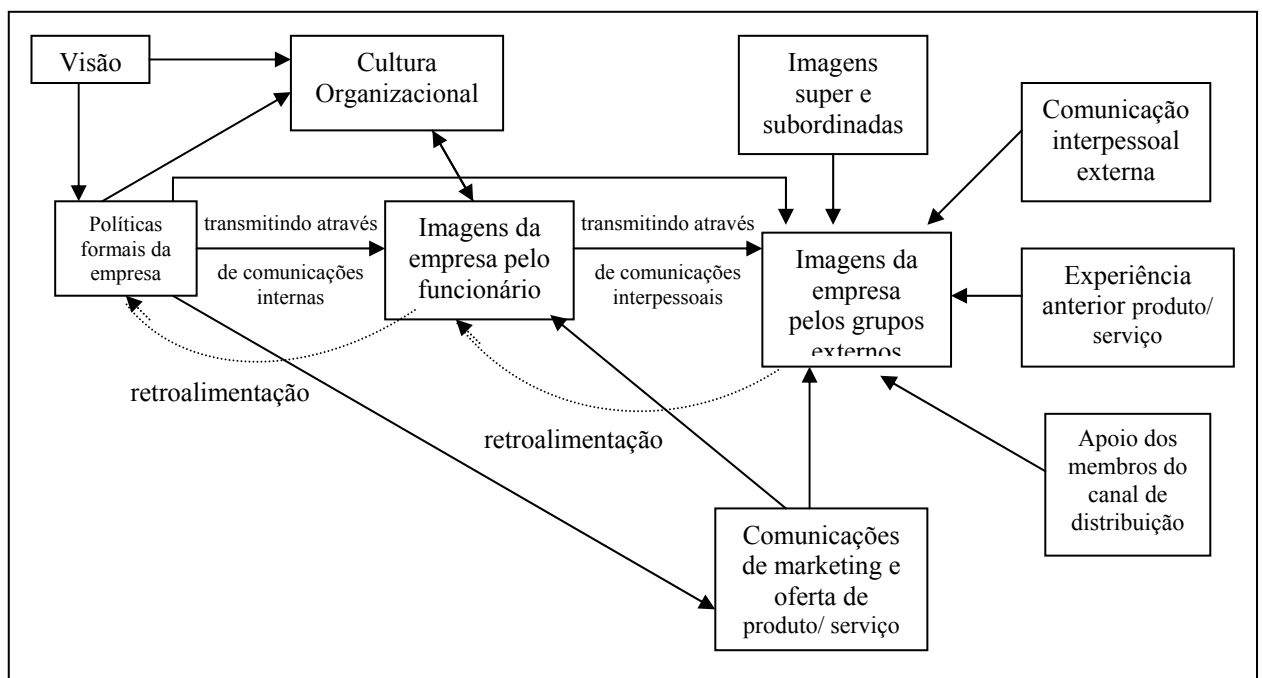 Visão
Cultura
Organizacional
Imagens
super e
subordinadas
Comunicação
interpessoal
externa
Políticas
formais da
empresa
transmitindo através
de comunicações
internas
Imagens da
empresa pelo
funcionário
transmitindo através
de comunicações
interpessoais
Imagens da
empresa
pelos grupos
externos
Experiência
anterior produto/
serviço
retroalimentação
retroalimentação
Apoio dos
membros do
canal de
distribuição
Comunicações
de marketing e
oferta de
produto/ serviço